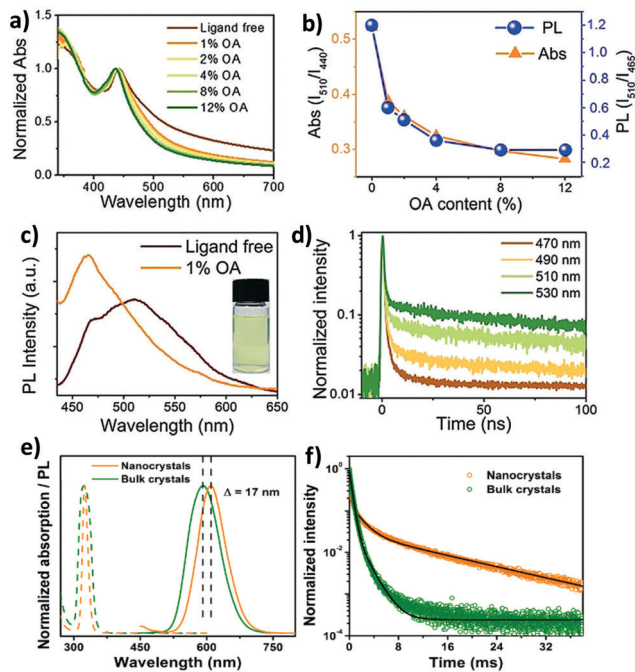 a)
Normalized Abs
1.5
1.0
0.5
0.0
400
500
600
700
Wavelength (nm)
Ligand free
1% OA
2% OA
4% OA
8% OA
12% OA
b)
Abs (I510/I440)
0.5
0.4
0.3
0
2
4
6
8
10
12
OA content (%)
PL
Abs
1.2
1.0
0.8
0.6
0.4
0.2
PL (I510/I465)
c)
PL Intensity (a.u.)
450
500
550
600
650
Wavelength (nm)
Ligand free
1% OA
d)
Normalized intensity
1
0.1
0.01
0
50
100
Time (ns)
470 nm
490 nm
510 nm
530 nm
e)
Normalized absorption / PL
Nanocrystals
Bulk crystals
Δ = 17 nm
300
450
600
750
Wavelength (nm)
f)
Normalized intensity
10⁰
10⁻²
10⁻⁴
0
8
16
24
32
Time (ms)
Nanocrystals
Bulk crystals